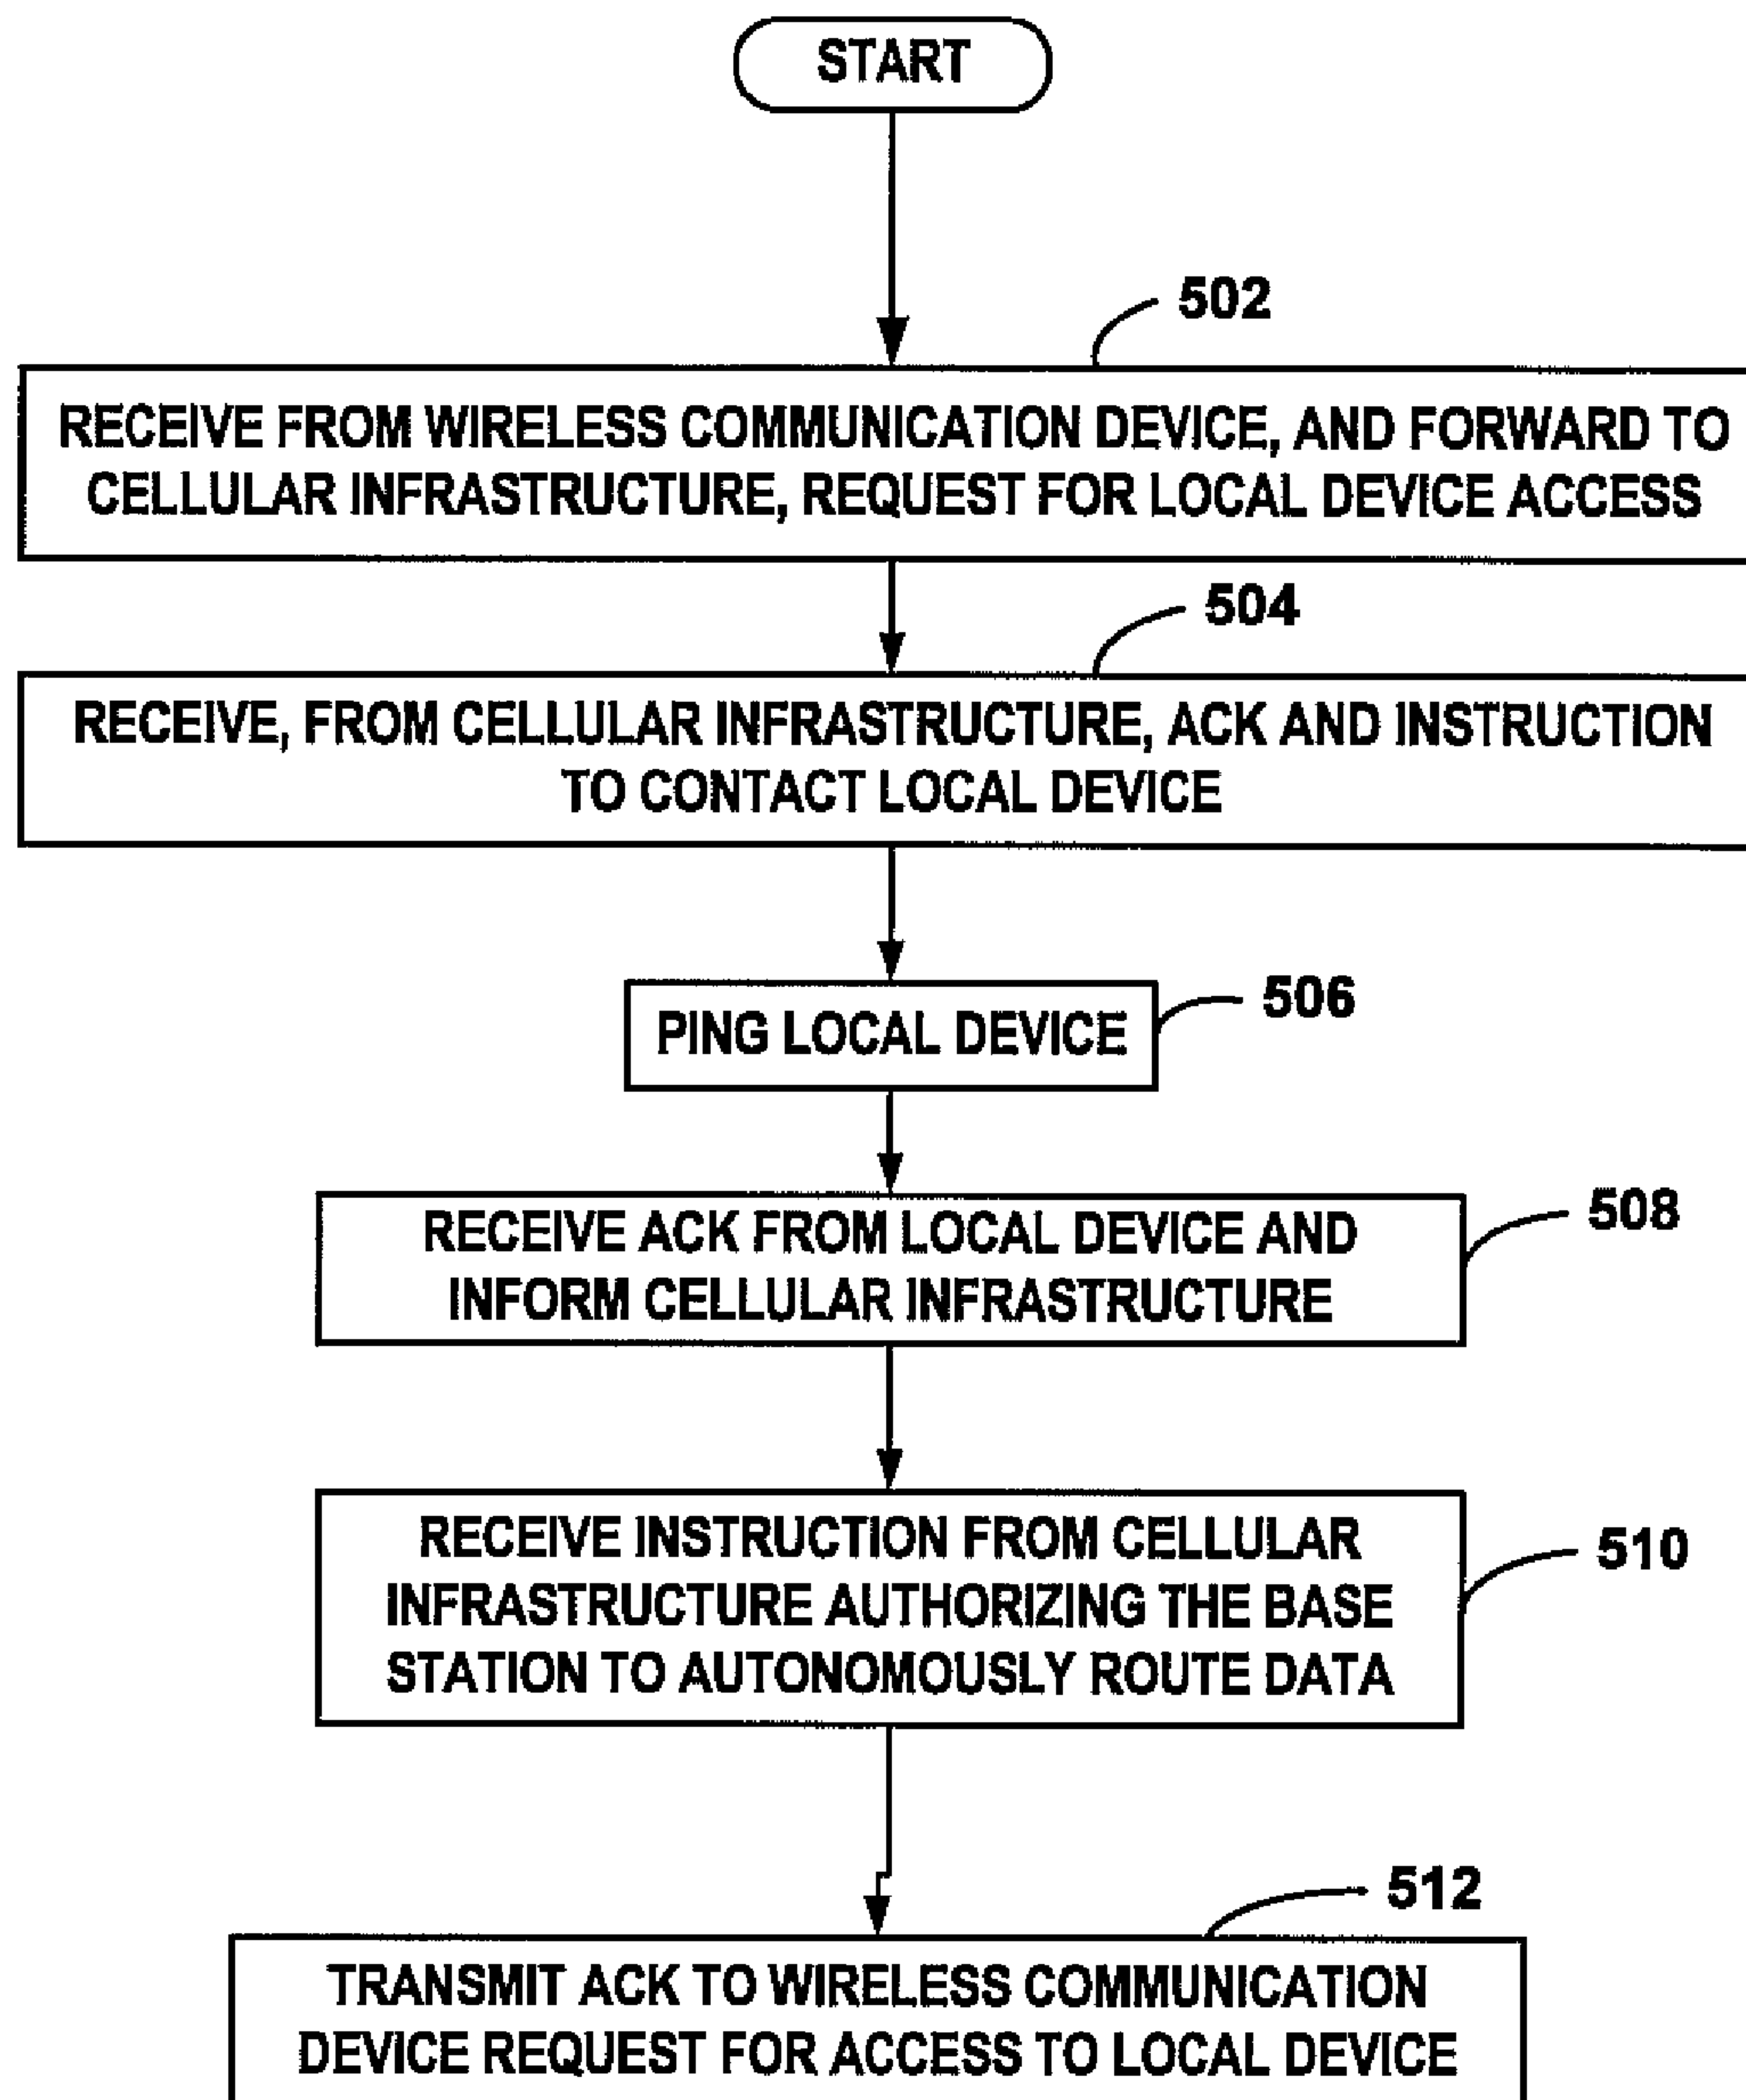 START
502
RECEIVE FROM WIRELESS COMMUNICATION DEVICE, AND FORWARD TO
CELLULAR INFRASTRUCTURE, REQUEST FOR LOCAL DEVICE ACCESS
504
RECEIVE, FROM CELLULAR INFRASTRUCTURE, ACK AND INSTRUCTION
TO CONTACT LOCAL DEVICE
506
PING LOCAL DEVICE
508
RECEIVE ACK FROM LOCAL DEVICE AND
INFORM CELLULAR INFRASTRUCTURE
510
RECEIVE INSTRUCTION FROM CELLULAR
INFRASTRUCTURE AUTHORIZING THE BASE
STATION TO AUTONOMOUSLY ROUTE DATA
512
TRANSMIT ACK TO WIRELESS COMMUNICATION
DEVICE REQUEST FOR ACCESS TO LOCAL DEVICE